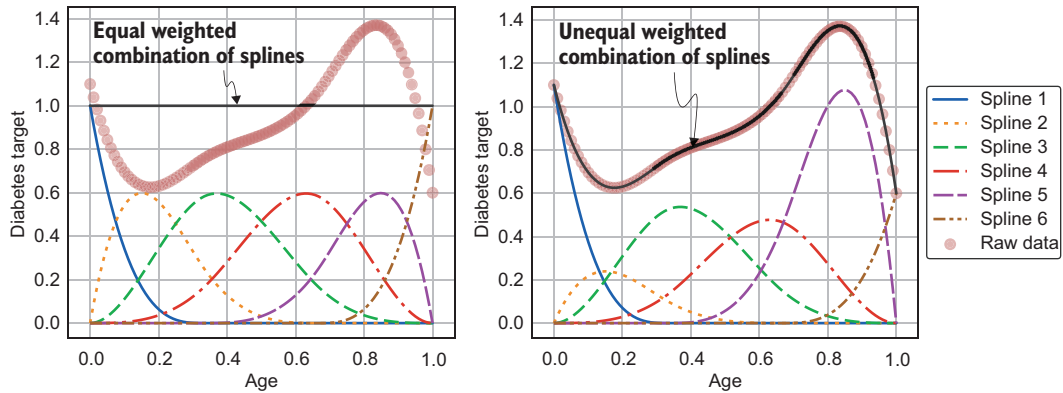 Equal weighted
combination of splines
Diabetes target
1.4
1.2
1.0
0.8
0.6
0.4
0.2
0.0
0.0 0.2 0.4 0.6 0.8 1.0
Age
Unequal weighted
combination of splines
Diabetes target
1.4
1.2
1.0
0.8
0.6
0.4
0.2
0.0
0.0 0.2 0.4 0.6 0.8 1.0
Age
Spline 1
Spline 2
Spline 3
Spline 4
Spline 5
Spline 6
Raw data